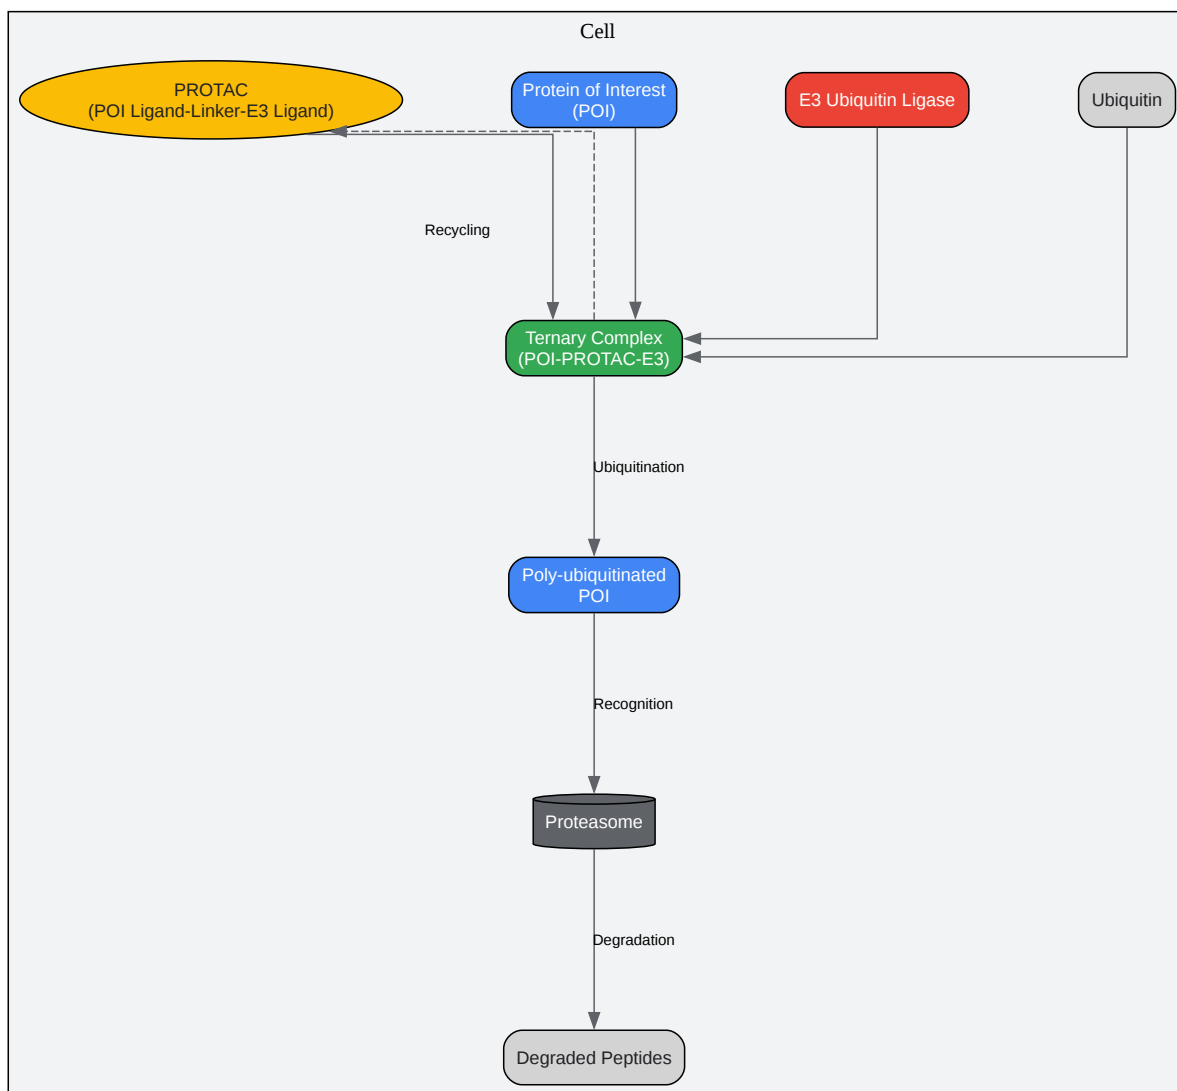 Cell
PROTAC
(POI Ligand-Linker-E3 Ligand)
Protein of Interest
(POI)
E3 Ubiquitin Ligase
Ubiquitin
Recycling
Ternary Complex
(POI-PROTAC-E3)
Ubiquitination
Poly-ubiquitinated
POI
Recognition
Proteasome
Degradation
Degraded Peptides